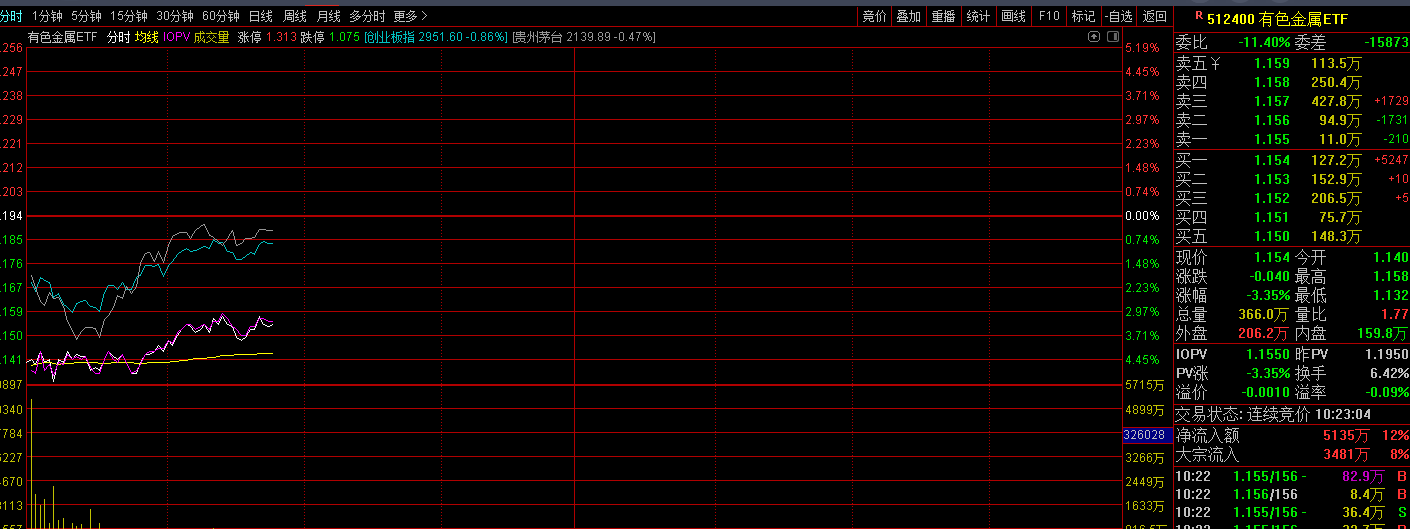 分时 1分钟 5分钟 15分钟 30分钟 60分钟 日线 周线 月线 多分时 更多 >
竞价 叠加 重播 统计 画线 F10 标记 -自选 返回
R 512400 有色金属ETF
有色金属ETF 分时 均线 IOPV 成交量 涨停 1.313 跌停 1.075 [创业板指 2951.60 -0.86%] [贵州茅台 2139.89 -0.47%]
.256
.247
.238
.229
.221
.212
.203
.194
.185
.176
.167
.159
.150
.141
5.19%
4.45%
3.71%
2.97%
2.23%
1.48%
0.74%
0.00%
0.74%
1.48%
2.23%
2.97%
3.71%
4.45%
5715万
4899万
326028
3266万
2449万
1633万
委比 -11.40% 委差 -15873
卖五 ¥ 1.159 113.5万
卖四 1.158 250.4万
卖三 1.157 427.8万 +1729
卖二 1.156 94.9万 -1731
卖一 1.155 11.0万 -210
买一 1.154 127.2万 +5247
买二 1.153 152.9万 +10
买三 1.152 206.5万 +5
买四 1.151 75.7万
买五 1.150 148.3万
现价 1.154 今开 1.140
涨跌 -0.040 最高 1.158
涨幅 -3.35% 最低 1.132
总量 366.0万 量比 1.77
外盘 206.2万 内盘 159.8万
IOPV 1.1550 昨PV 1.1950
PV涨 -3.35% 换手 6.42%
溢价 -0.0010 溢率 -0.09%
交易状态: 连续竞价 10:23:04
净流入额 5135万 12%
大宗流入 3481万 8%
10:22 1.155/156 - 82.9万 B
10:22 1.156/156 8.4万 B
10:22 1.155/156 - 36.4万 S